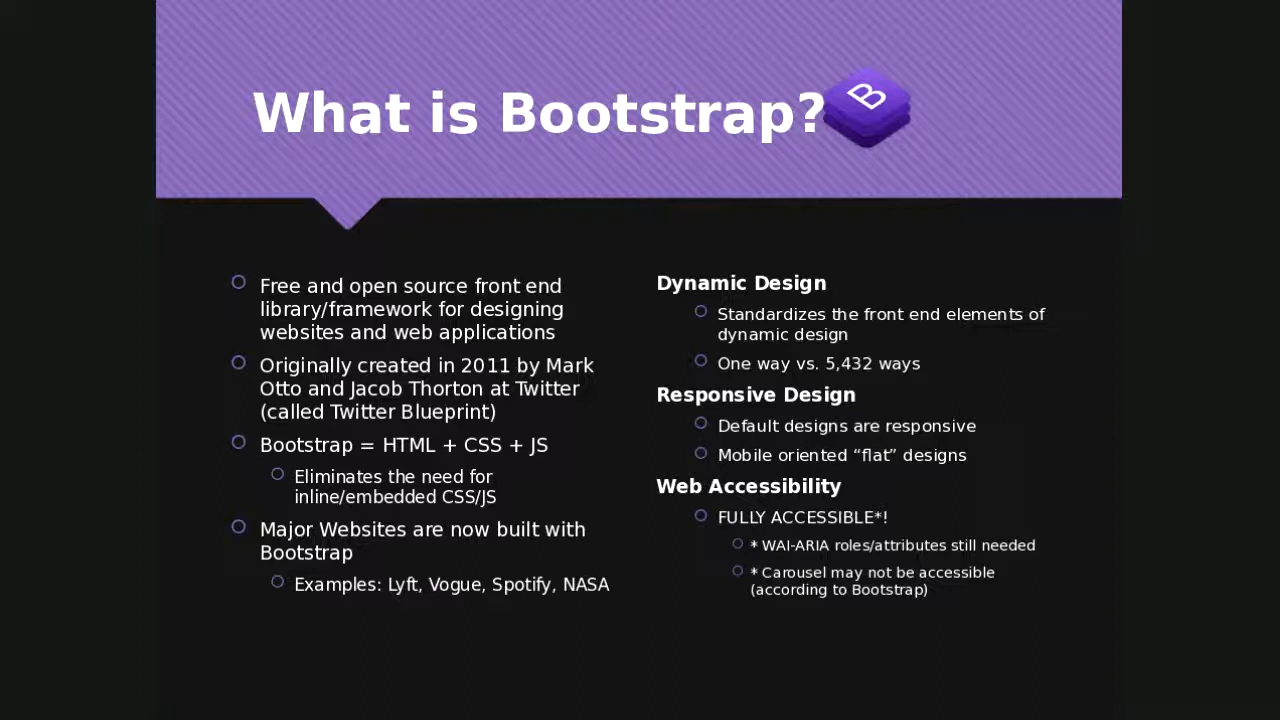 What is Bootstrap?
B
Free and open source front end
library/framework for designing
websites and web applications
Originally created in 2011 by Mark
Otto and Jacob Thorton at Twitter
(called Twitter Blueprint)
Bootstrap = HTML + CSS + JS
Eliminates the need for
inline/embedded CSS/JS
Major Websites are now built with
Bootstrap
Examples: Lyft, Vogue, Spotify, NASA
Dynamic Design
Standardizes the front end elements of
dynamic design
One way vs. 5,432 ways
Responsive Design
Default designs are responsive
Mobile oriented “flat” designs
Web Accessibility
FULLY ACCESSIBLE*!
* WAI-ARIA roles/attributes still needed
* Carousel may not be accessible
(according to Bootstrap)